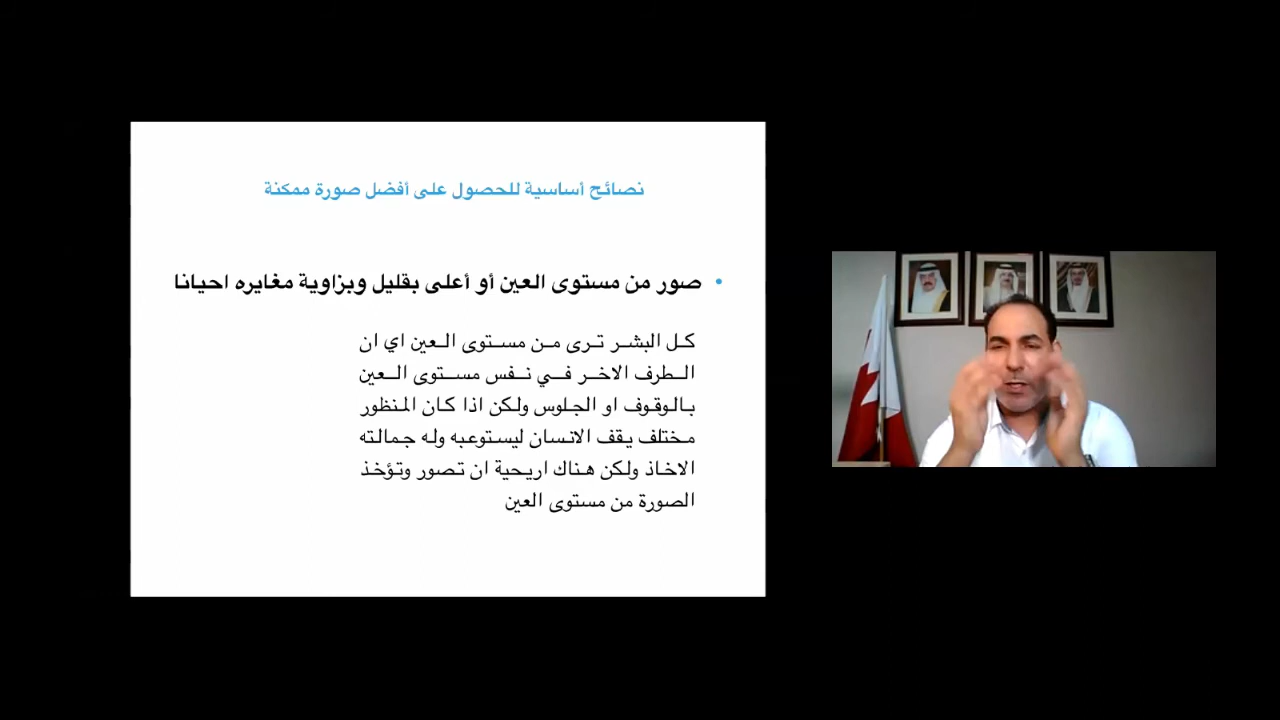 نصائح أساسية للحصول على أفضل صورة ممكنة
• صور من مستوى العين أو أعلى بقليل وبزاوية مغايره احيانا
كل البشر ترى من مستوى العين اي ان
الطرف الاخر في نفس مستوى العين
بالوقوف او الجلوس ولكن اذا كان المنظور
مختلف يقف الانسان ليستوعبه وله جمالته
الاخاذ ولكن هناك اريحية ان تصور وتؤخذ
الصورة من مستوى العين